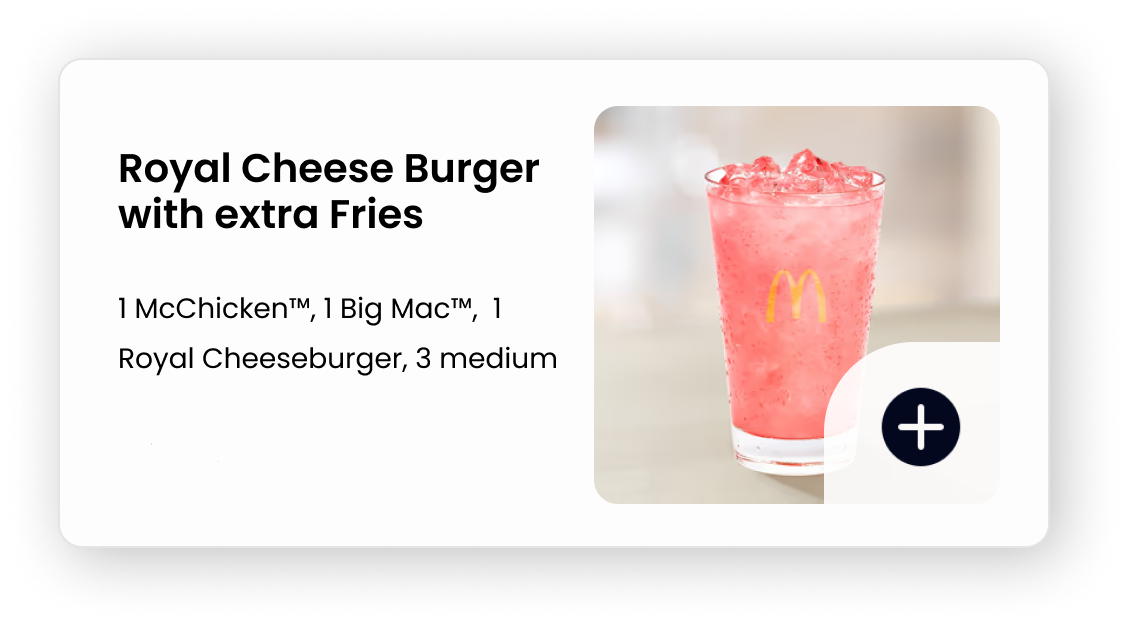 Royal Cheese Burger
with extra Fries
1 McChicken™, 1 Big Mac™, 1
Royal Cheeseburger, 3 medium